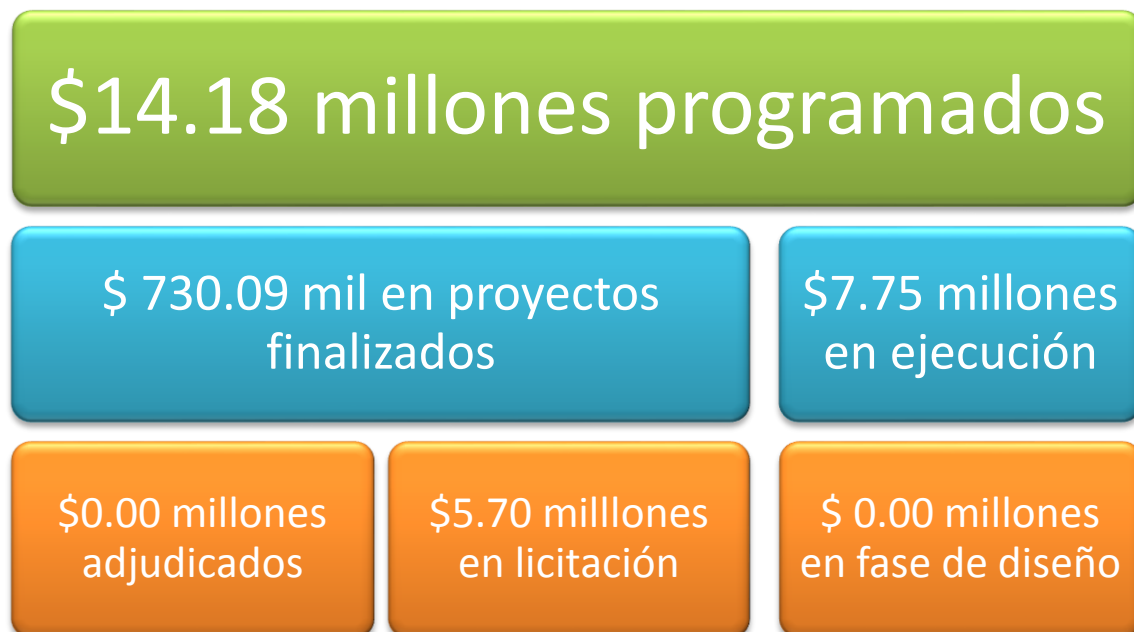 $14.18 millones programados
$ 730.09 mil en proyectos
finalizados
$7.75 millones
en ejecución
$0.00 millones
adjudicados
$5.70 milllones
en licitación
$ 0.00 millones
en fase de diseño